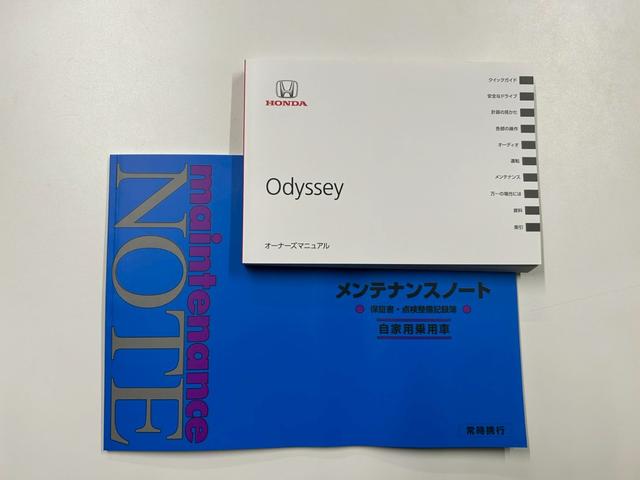 HONDA
Odyssey
オーナーズマニュアル
クイックガイド
安全なドライブ
計器の見かた
各部の操作
オーディオ
運転
メンテナンス
万一の場合には
資料
索引
maintenance
NOTE
メンテナンスノート
保証書・点検整備記録簿
自家用乗用車
常時携行